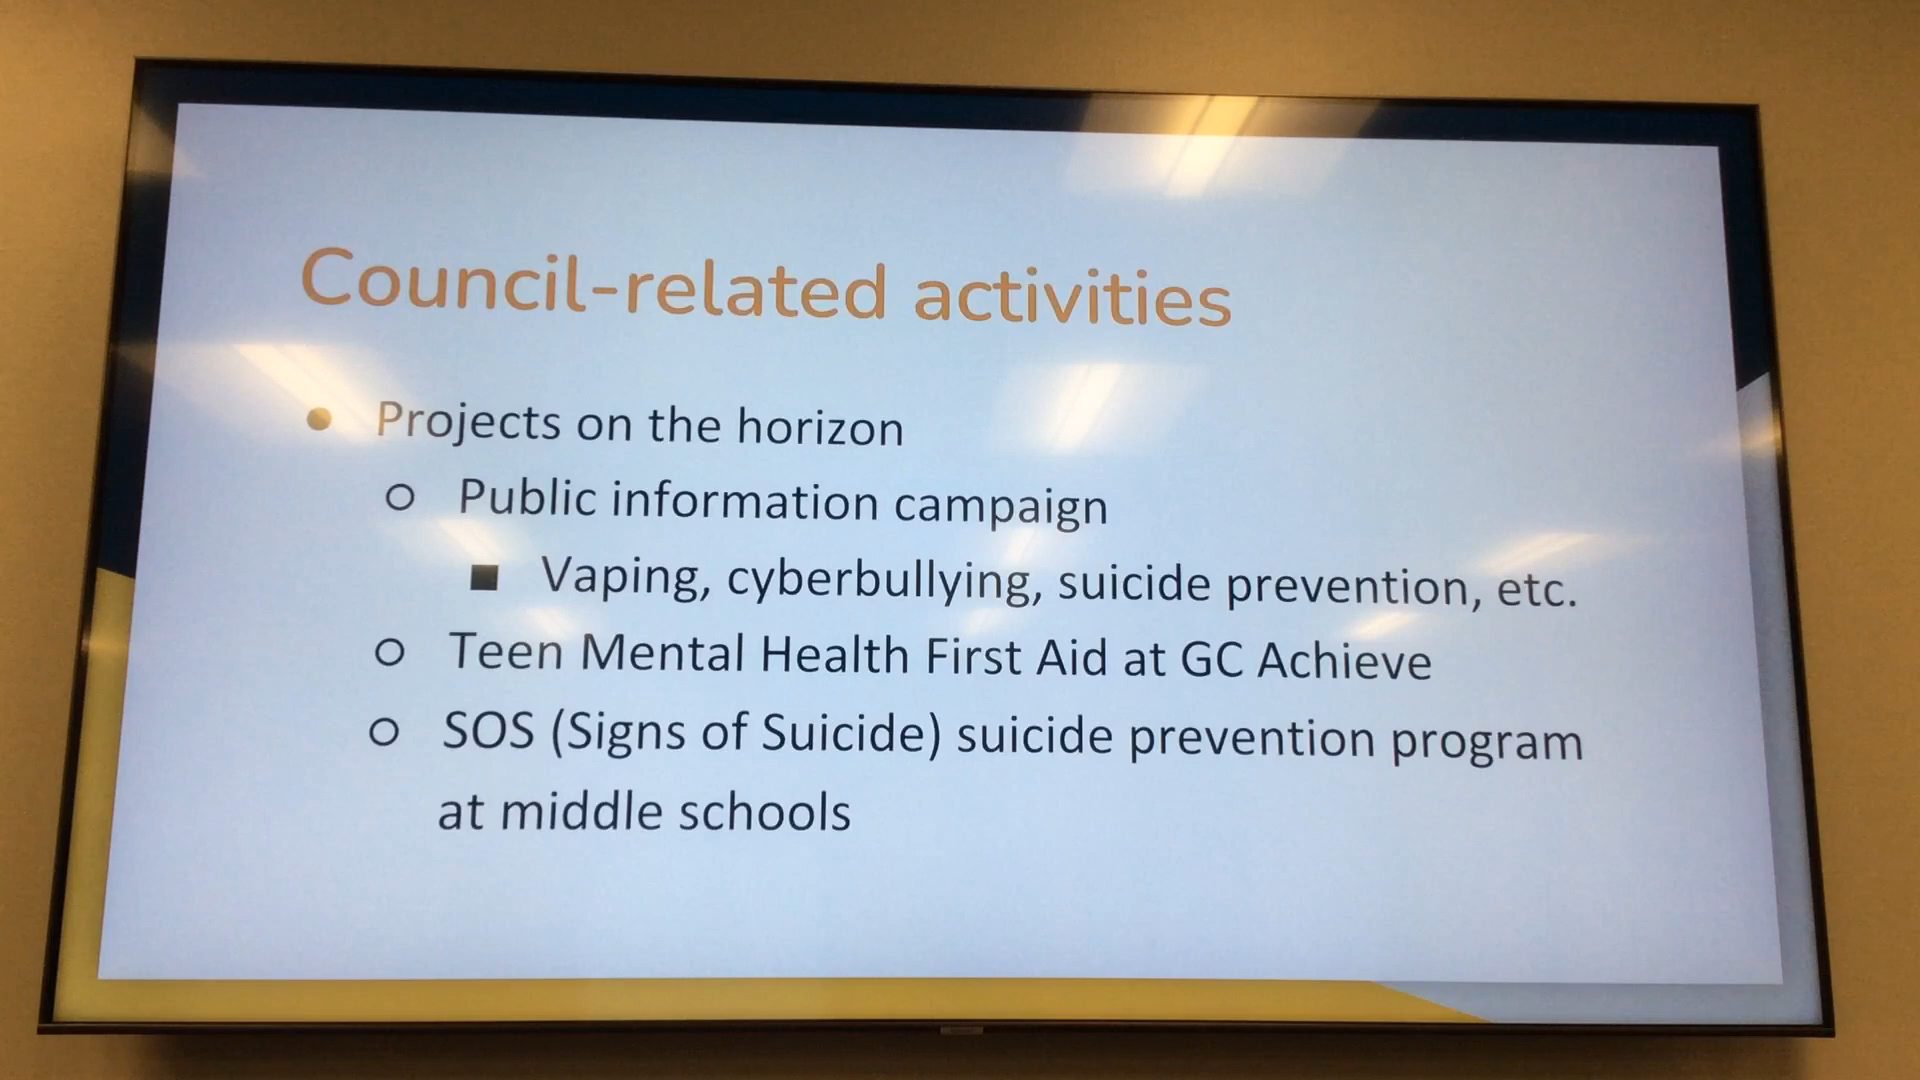 Council-related activities
● Projects on the horizon
○ Public information campaign
■ Vaping, cyberbullying, suicide prevention, etc.
○ Teen Mental Health First Aid at GC Achieve
○ SOS (Signs of Suicide) suicide prevention program
at middle schools